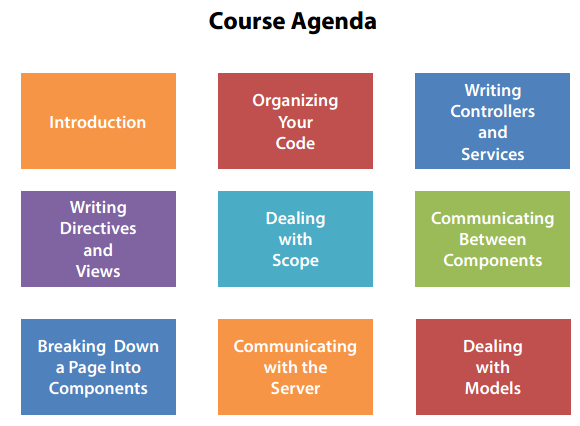 Course Agenda
Introduction
Organizing
Your
Code
Writing
Controllers
and
Services
Writing
Directives
and
Views
Dealing
with
Scope
Communicating
Between
Components
Breaking Down
a Page Into
Components
Communicating
with the
Server
Dealing
with
Models